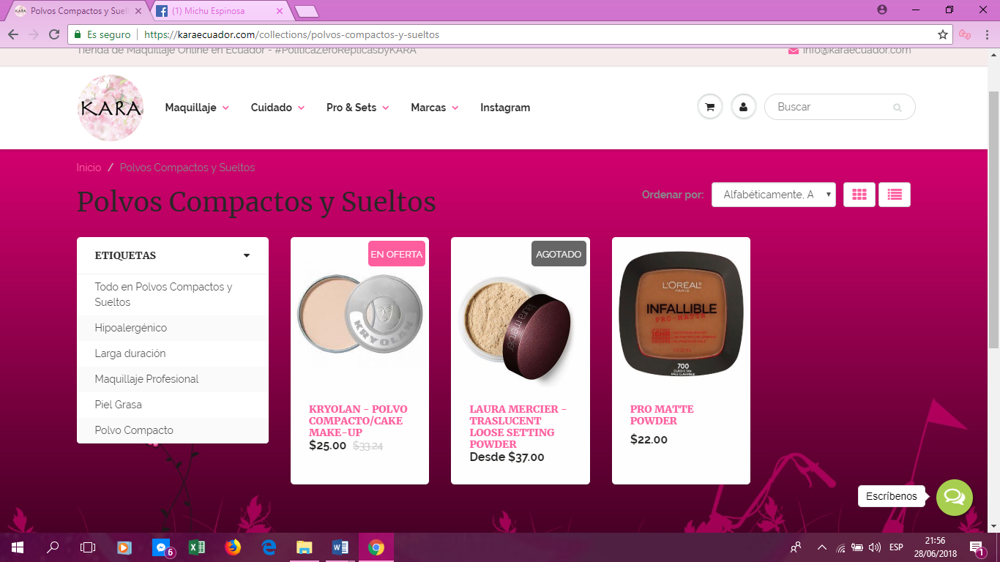 Polvos Compactos y Suel
(1) Michu Espinosa
Es seguro
https://karaecuador.com/collections/polvos-compactos-y-sueltos
Tienda de Maquillaje Online en Ecuador - #PolíticaZeroReplicasbyKARA
info@karaecuador.com
KARA
Maquillaje
Cuidado
Pro & Sets
Marcas
Instagram
Buscar
Inicio / Polvos Compactos y Sueltos
Polvos Compactos y Sueltos
Ordenar por:
Alfabéticamente, A
ETIQUETAS
Todo en Polvos Compactos y
Sueltos
Hipoalergénico
Larga duración
Maquillaje Profesional
Piel Grasa
Polvo Compacto
EN OFERTA
KRYOLAN
KRYOLAN - POLVO
COMPACTO/CAKE
MAKE-UP
$25.00 $33.24
AGOTADO
laura mercier
LAURA MERCIER -
TRASLUCENT
LOOSE SETTING
POWDER
Desde $37.00
L'ORÉAL
PARIS
INFALLIBLE
PRO-MATTE
16HR
700
CLASSIC TAN
PRO MATTE
POWDER
$22.00
Escríbenos
6
ESP
21:56
28/06/2018
1